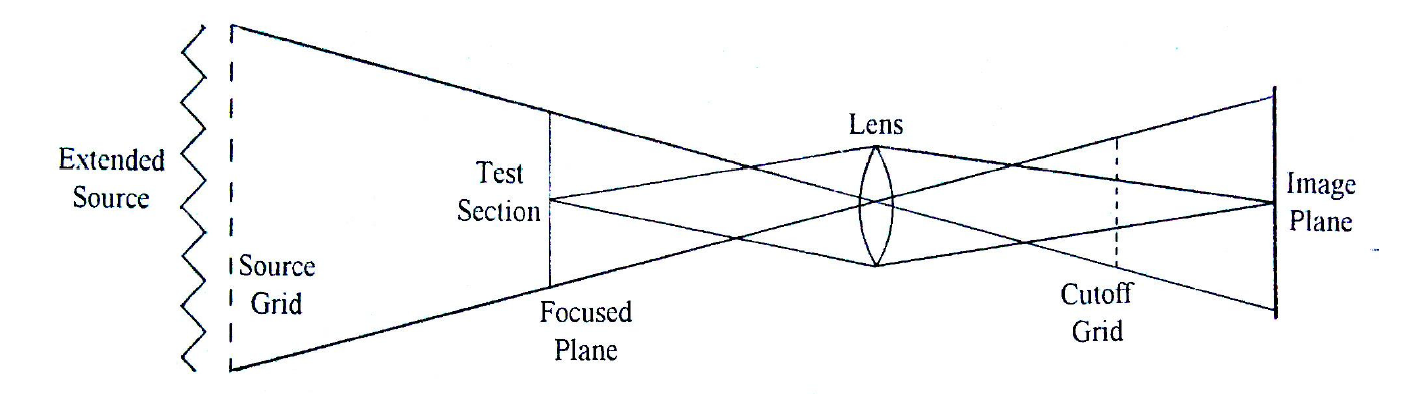 Extended
Source
Source
Grid
Test
Section
Focused
Plane
Lens
Cutoff
Grid
Image
Plane